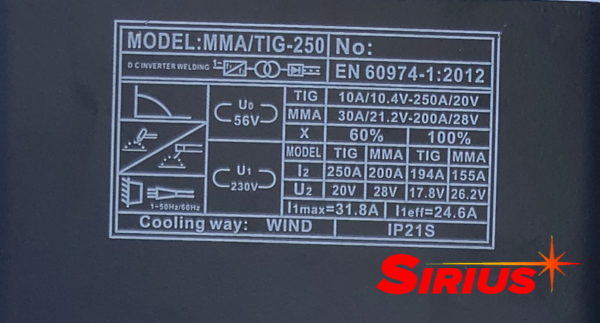 MODEL:MMA/TIG-250 No:
DC INVERTER WELDING 1~ EN 60974-1:2012
TIG 10A/10.4V-250A/20V
U₀ 56V MMA 30A/21.2V-200A/28V
X 60% 100%
MODEL TIG MMA TIG MMA
U₁ 230V I₂ 250A 200A 194A 155A
U₂ 20V 28V 17.8V 26.2V
1~50Hz/60Hz I₁max=31.8A I₁eff=24.6A
Cooling way: WIND IP21S
SIRIUS